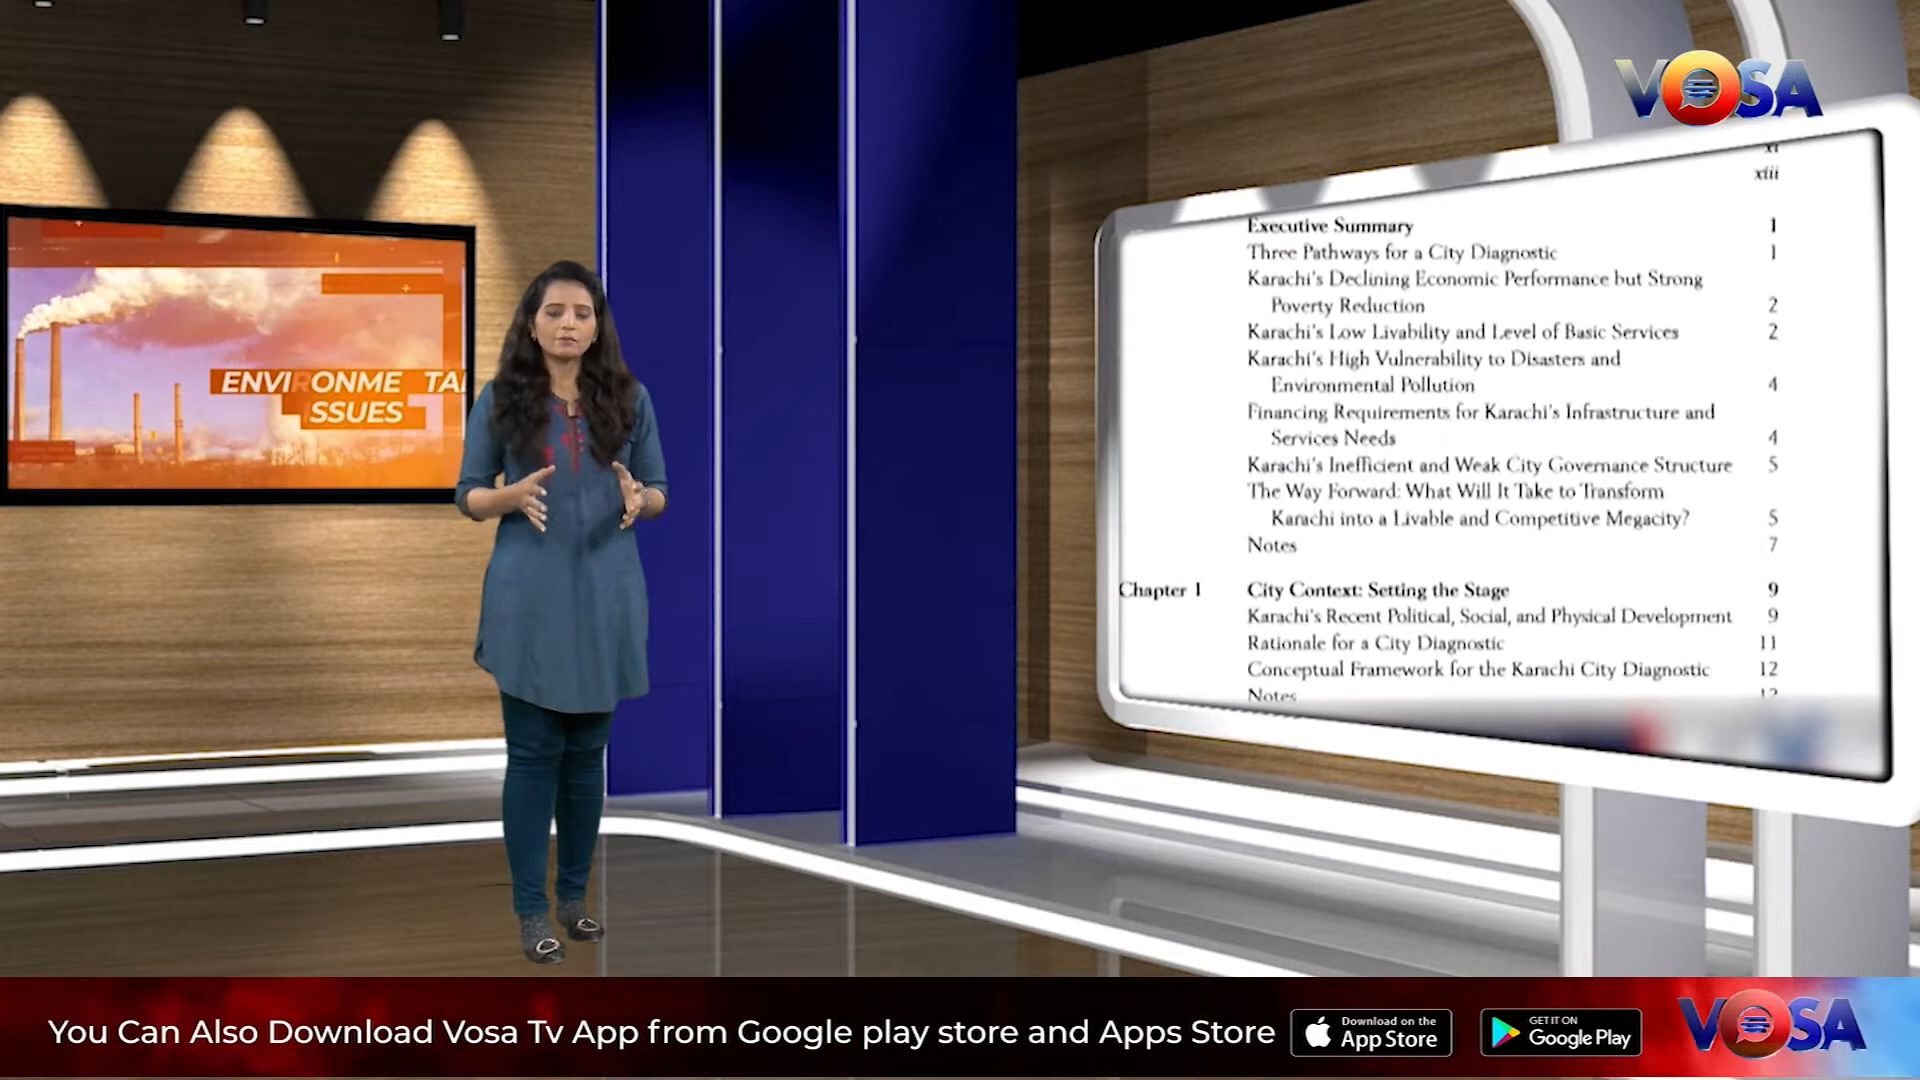 VOSA
ENVIRONME TA
SSUES
xi
xiii
Executive Summary 1
Three Pathways for a City Diagnostic 1
Karachi's Declining Economic Performance but Strong
Poverty Reduction 2
Karachi's Low Livability and Level of Basic Services 2
Karachi's High Vulnerability to Disasters and
Environmental Pollution 4
Financing Requirements for Karachi's Infrastructure and
Services Needs 4
Karachi's Inefficient and Weak City Governance Structure 5
The Way Forward: What Will It Take to Transform
Karachi into a Livable and Competitive Megacity? 5
Notes 7
Chapter 1 City Context: Setting the Stage 9
Karachi's Recent Political, Social, and Physical Development 9
Rationale for a City Diagnostic 11
Conceptual Framework for the Karachi City Diagnostic 12
Notes
You Can Also Download Vosa Tv App from Google play store and Apps Store
Download on the
App Store
GET IT ON
Google Play
VOSA